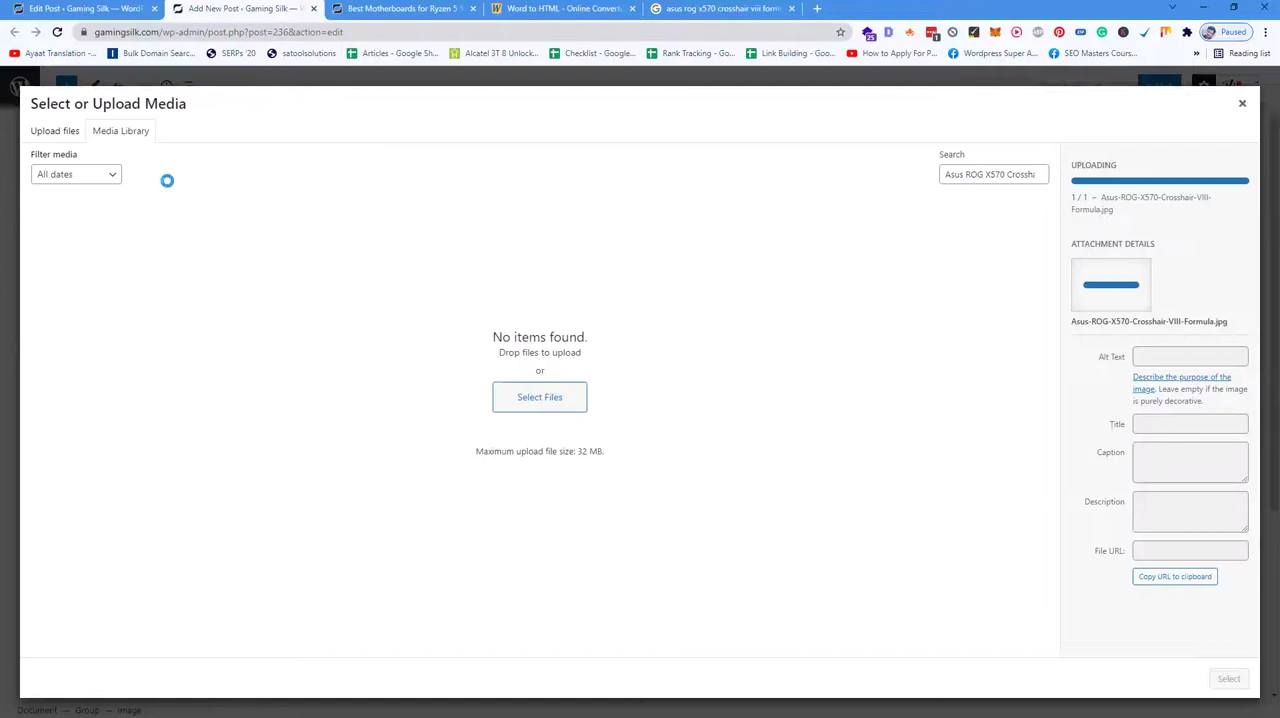 Edit Post ‹ Gaming Silk — WordP
Add New Post ‹ Gaming Silk — W
Best Motherboards for Ryzen 5
Word to HTML - Online Convert
asus rog x570 crosshair viii form
gamingsilk.com/wp-admin/post.php?post=236&action=edit
Paused
Ayaat Translation -...
Bulk Domain Search...
SERPs '20
satoolsolutions
Articles - Google Sh...
Alcatel 3T 8 Unlock...
Checklist - Google...
Rank Tracking - Go...
Link Building - Goo...
How to Apply For P...
Wordpress Super A...
SEO Masters Cours...
»
Reading list
Select or Upload Media
Upload files
Media Library
Filter media
All dates
Search
Asus ROG X570 Crossha
No items found.
Drop files to upload
or
Select Files
Maximum upload file size: 32 MB.
UPLOADING
1 / 1 – Asus-ROG-X570-Crosshair-VIII-
Formula.jpg
ATTACHMENT DETAILS
Asus-ROG-X570-Crosshair-VIII-Formula.jpg
Alt Text
Describe the purpose of the
image. Leave empty if the image
is purely decorative.
Title
Caption
Description
File URL:
Copy URL to clipboard
Select
Document → Group → Image